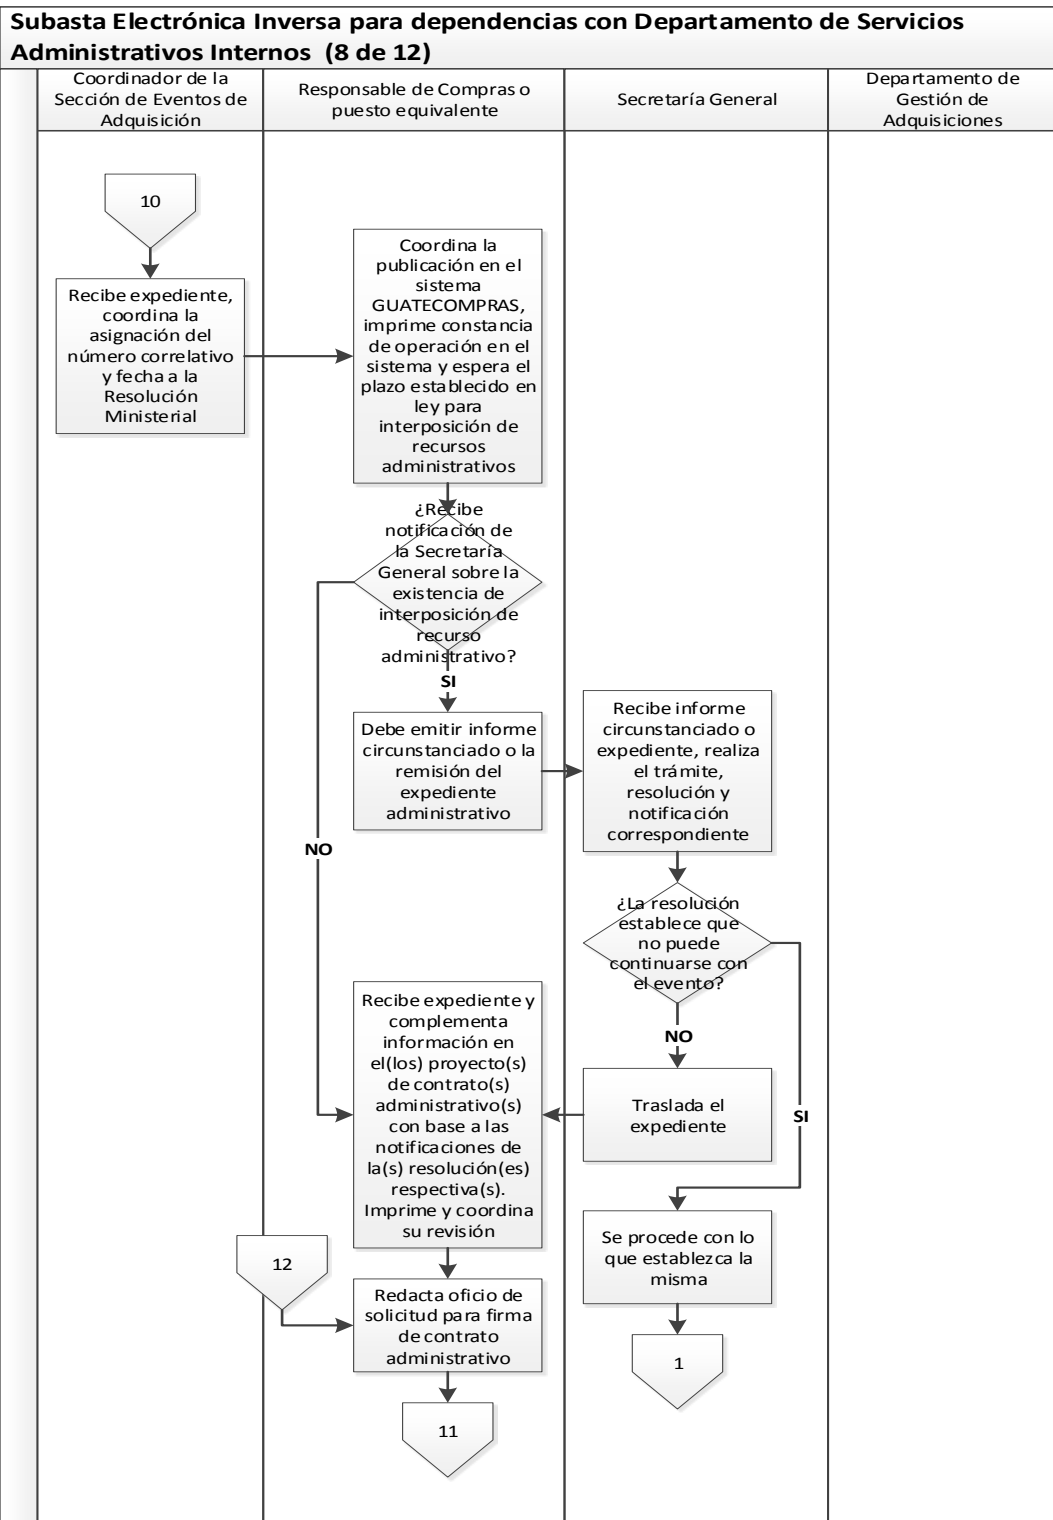 Subasta Electrónica Inversa para dependencias con Departamento de Servicios
Administrativos Internos (8 de 12)
Coordinador de la
Sección de Eventos de
Adquisición
Responsable de Compras o
puesto equivalente
Secretaría General
Departamento de
Gestión de
Adquisiciones
10
Recibe expediente,
coordina la
asignación del
número correlativo
y fecha a la
Resolución
Ministerial
Coordina la
publicación en el
sistema
GUATECOMPRAS,
imprime constancia
de operación en el
sistema y espera el
plazo establecido en
ley para
interposición de
recursos
administrativos
¿Recibe
notificación de
la Secretaría
General sobre la
existencia de
interposición de
recurso
administrativo?
SI
NO
Debe emitir informe
circunstanciado o la
remisión del
expediente
administrativo
Recibe informe
circunstanciado o
expediente, realiza
el trámite,
resolución y
notificación
correspondiente
¿La resolución
establece que
no puede
continuarse con
el evento?
NO
SI
Traslada el
expediente
Recibe expediente y
complementa
información en
el(los) proyecto(s)
de contrato(s)
administrativo(s)
con base a las
notificaciones de
la(s) resolución(es)
respectiva(s).
Imprime y coordina
su revisión
Se procede con lo
que establezca la
misma
12
Redacta oficio de
solicitud para firma
de contrato
administrativo
1
11